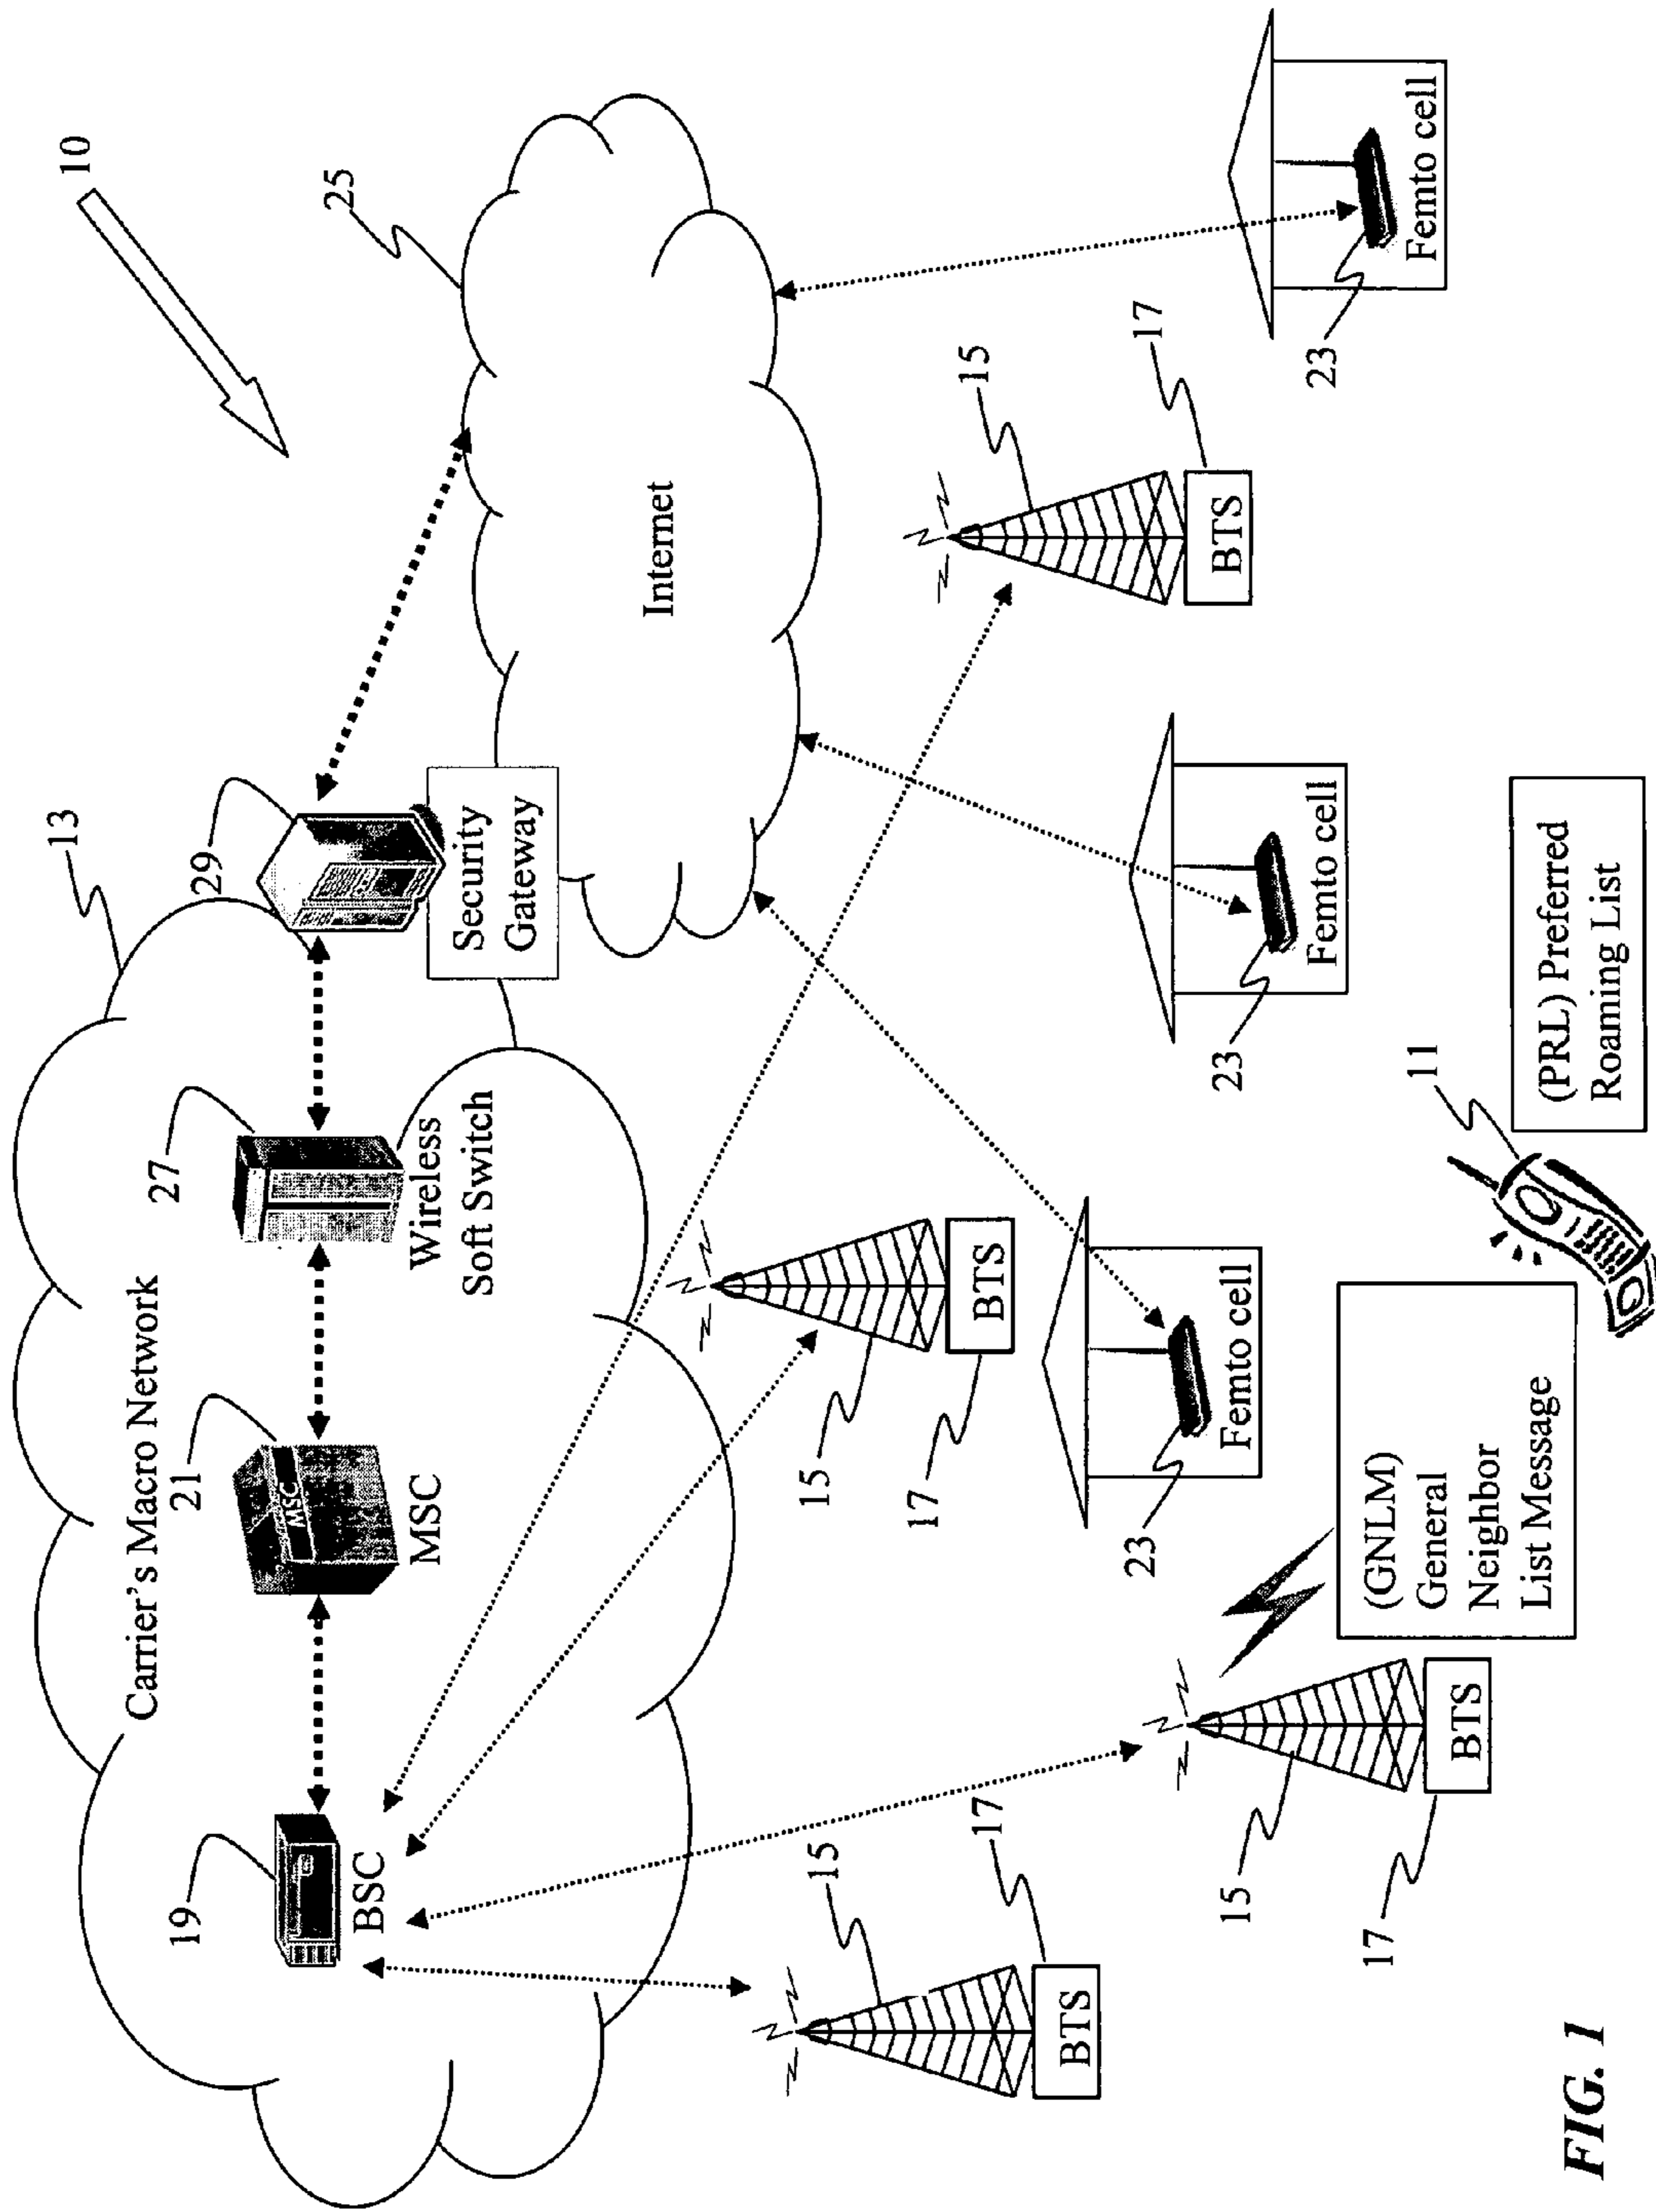 10
13
Carrier's Macro Network
19
BSC
21
MSC
MSC
27
Wireless
Soft Switch
29
Security
Gateway
25
Internet
15
17
BTS
15
17
BTS
15
17
BTS
15
17
BTS
23
Femto cell
23
Femto cell
23
Femto cell
(GNLM)
General
Neighbor
List Message
11
(PRL) Preferred
Roaming List
FIG. 1